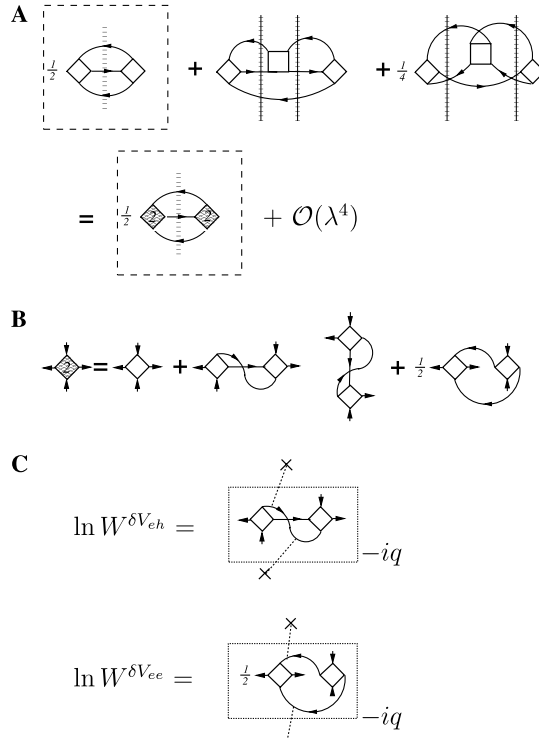 A
1/2 + + 1/4
= 1/2 2 2 + O(λ⁴)
B
2 = + + 1/2
C
ln W^{δV_{eh}} = −iq
ln W^{δV_{ee}} = 1/2 −iq